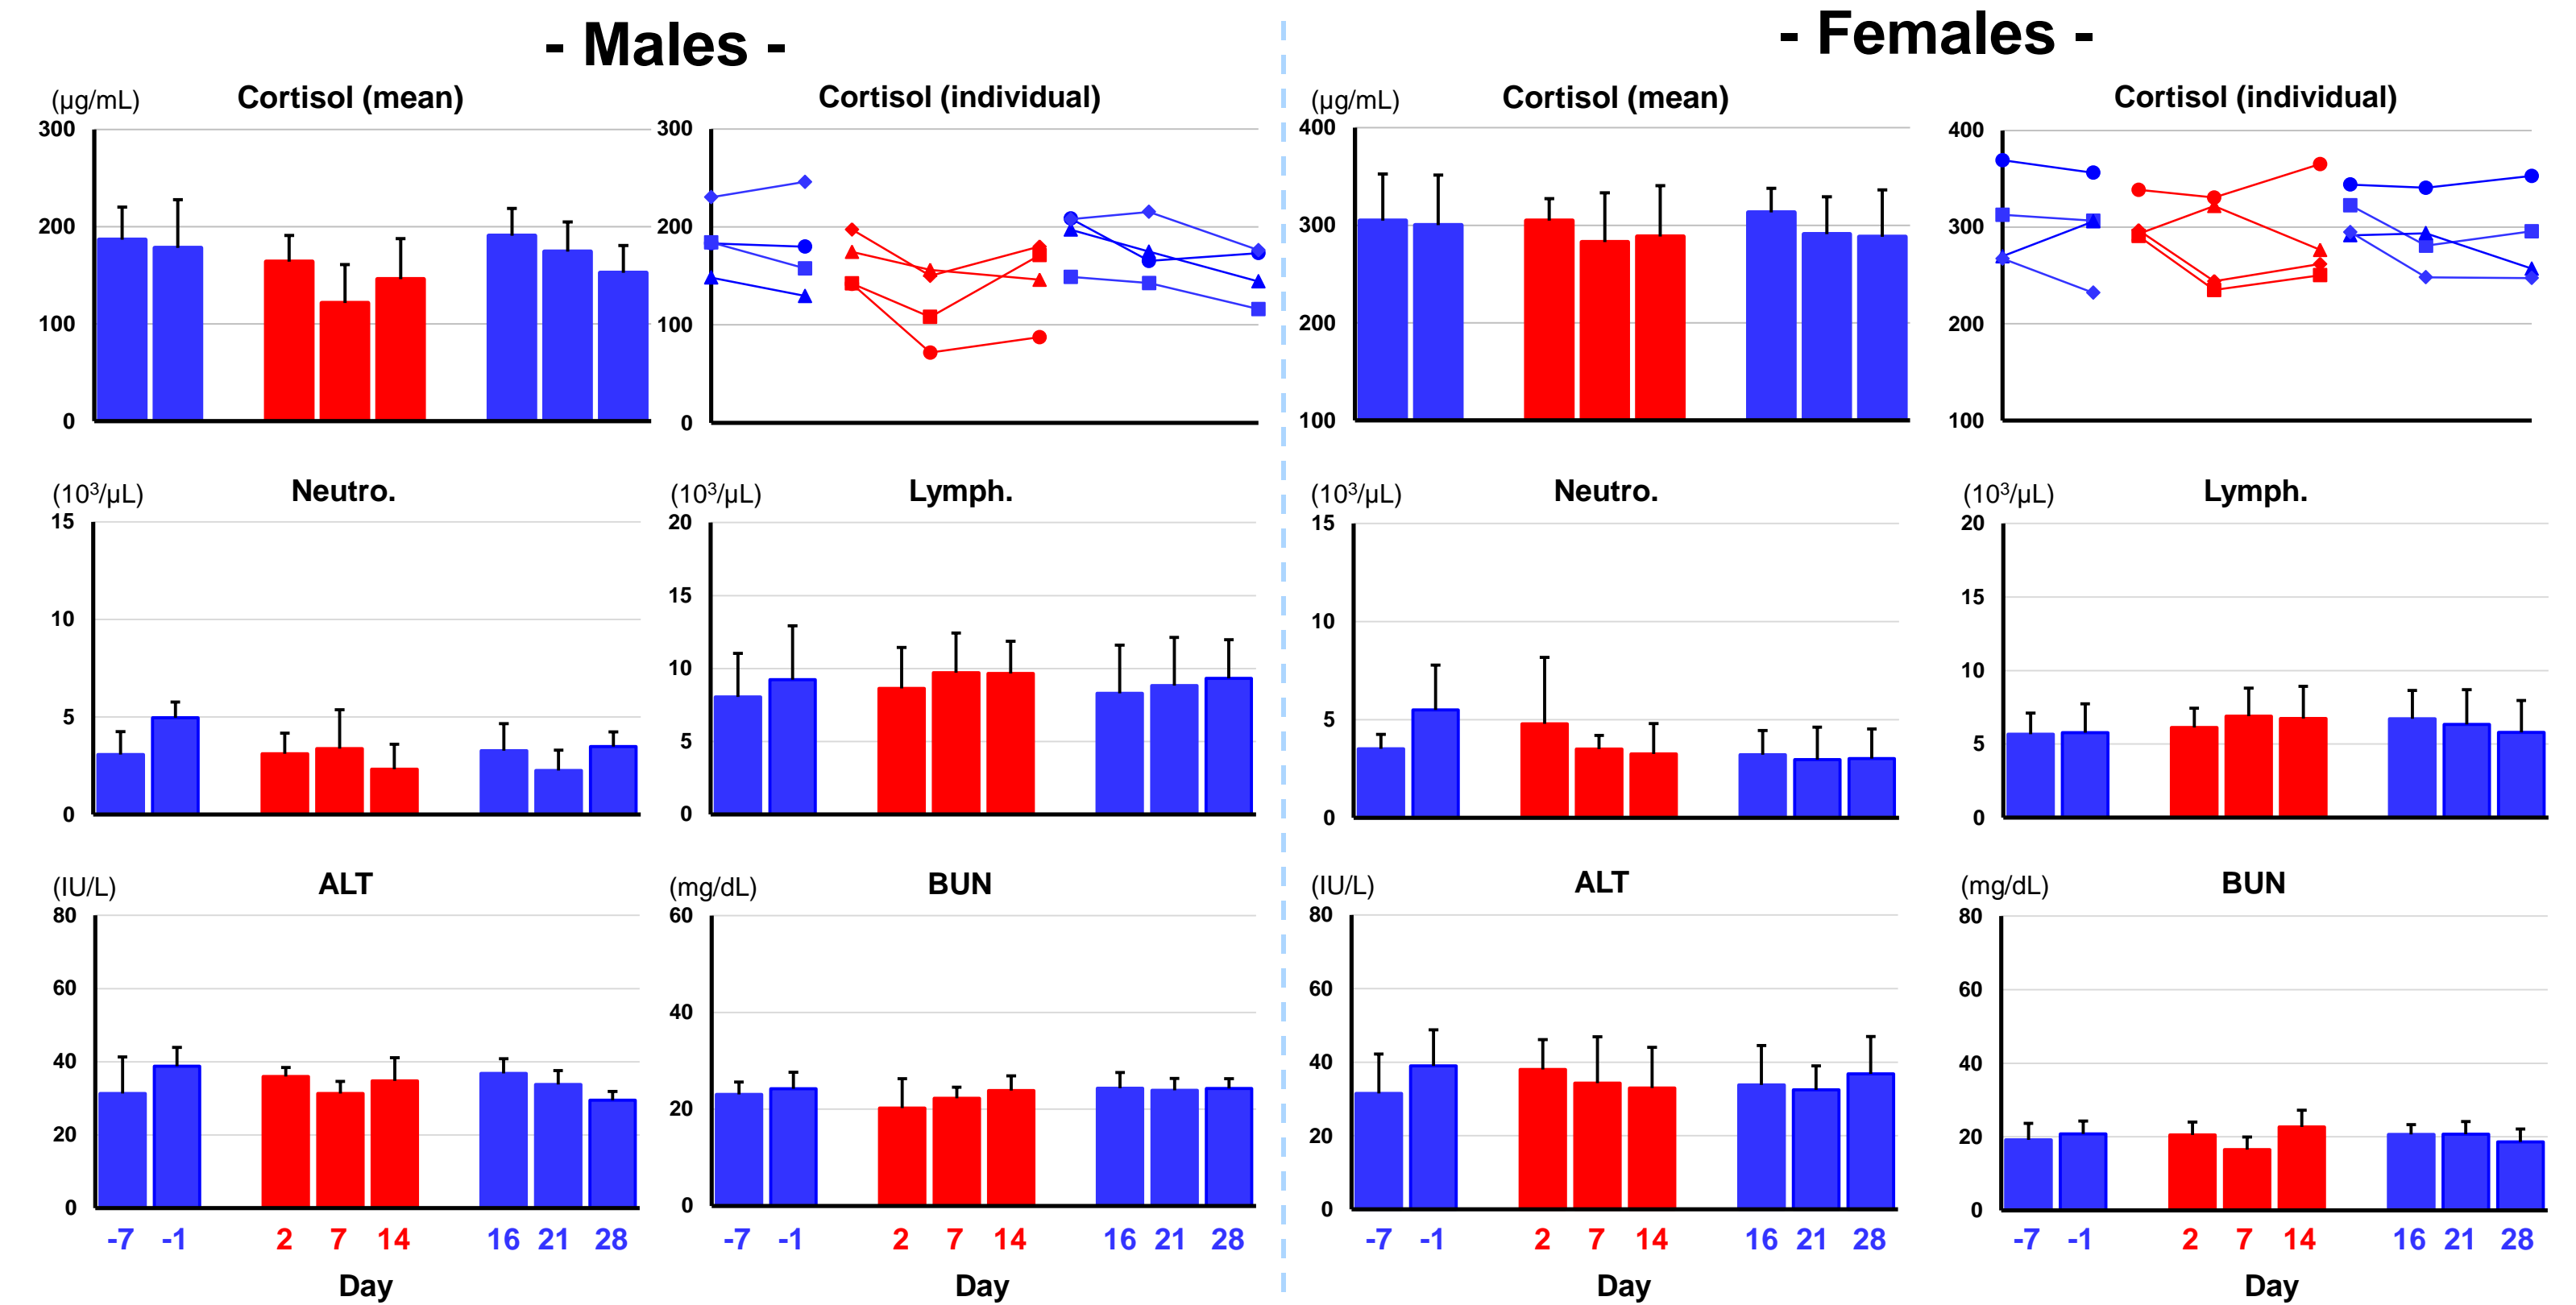 - Males -
- Females -
(µg/mL)
Cortisol (mean)
300
200
100
0
Cortisol (individual)
300
200
100
0
(µg/mL)
Cortisol (mean)
400
300
200
100
Cortisol (individual)
400
300
200
100
(10³/µL)
Neutro.
15
10
5
0
(10³/µL)
Lymph.
20
15
10
5
0
(10³/µL)
Neutro.
15
10
5
0
(10³/µL)
Lymph.
20
15
10
5
0
(IU/L)
ALT
80
60
40
20
0
-7 -1 2 7 14 16 21 28
Day
(mg/dL)
BUN
60
40
20
0
-7 -1 2 7 14 16 21 28
Day
(IU/L)
ALT
80
60
40
20
0
-7 -1 2 7 14 16 21 28
Day
(mg/dL)
BUN
80
60
40
20
0
-7 -1 2 7 14 16 21 28
Day